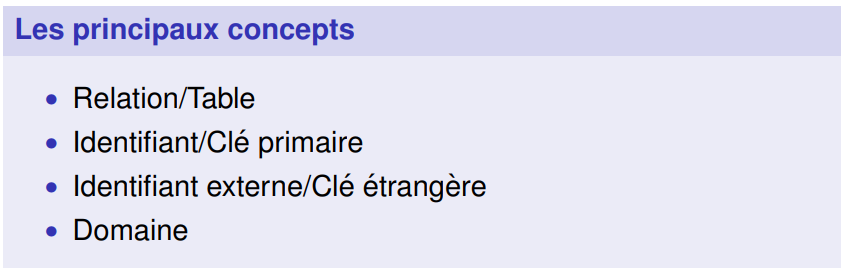 Les principaux concepts
• Relation/Table
• Identifiant/Clé primaire
• Identifiant externe/Clé étrangère
• Domaine